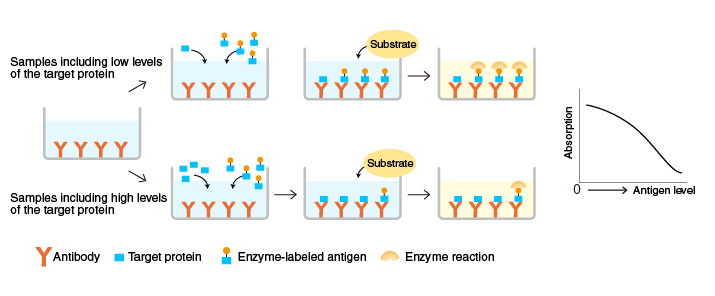 Samples including low levels
of the target protein
Substrate
Samples including high levels
of the target protein
Substrate
Absorption
0
Antigen level
Antibody
Target protein
Enzyme-labeled antigen
Enzyme reaction